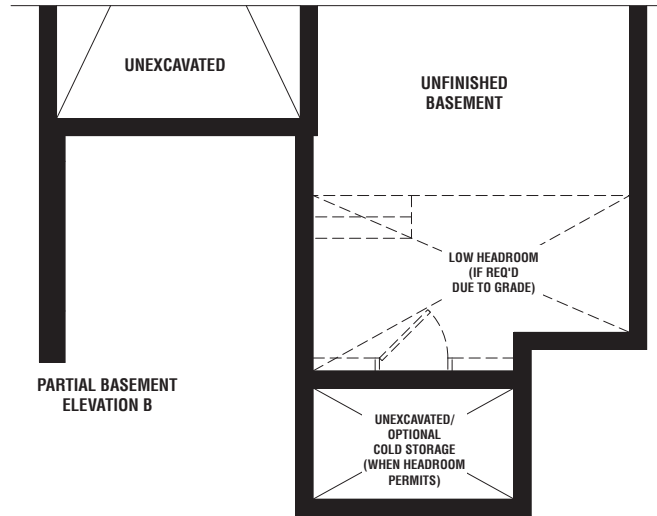 UNEXCAVATED
UNFINISHED
BASEMENT
LOW HEADROOM
(IF REQ'D
DUE TO GRADE)
PARTIAL BASEMENT
ELEVATION B
UNEXCAVATED/
OPTIONAL
COLD STORAGE
(WHEN HEADROOM
PERMITS)